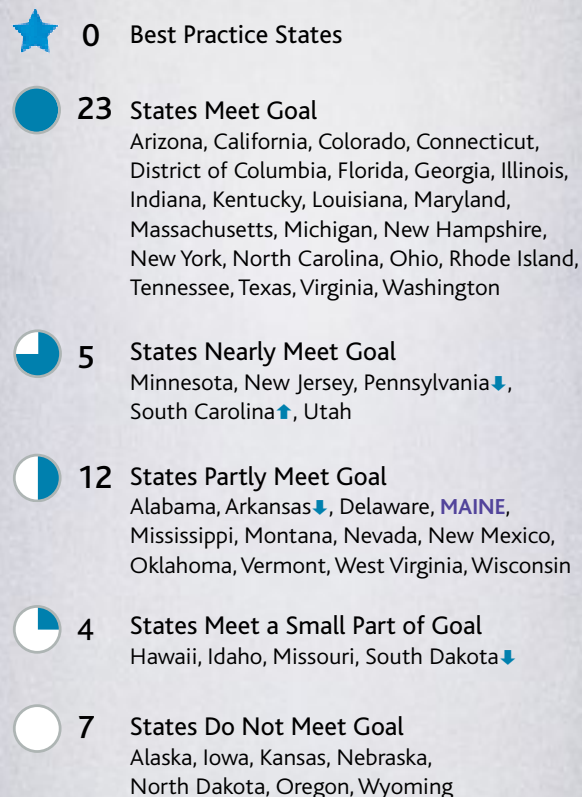 0 Best Practice States
23 States Meet Goal
Arizona, California, Colorado, Connecticut,
District of Columbia, Florida, Georgia, Illinois,
Indiana, Kentucky, Louisiana, Maryland,
Massachusetts, Michigan, New Hampshire,
New York, North Carolina, Ohio, Rhode Island,
Tennessee, Texas, Virginia, Washington
5 States Nearly Meet Goal
Minnesota, New Jersey, Pennsylvania⬇,
South Carolina⬆, Utah
12 States Partly Meet Goal
Alabama, Arkansas⬇, Delaware, MAINE,
Mississippi, Montana, Nevada, New Mexico,
Oklahoma, Vermont, West Virginia, Wisconsin
4 States Meet a Small Part of Goal
Hawaii, Idaho, Missouri, South Dakota⬇
7 States Do Not Meet Goal
Alaska, Iowa, Kansas, Nebraska,
North Dakota, Oregon, Wyoming